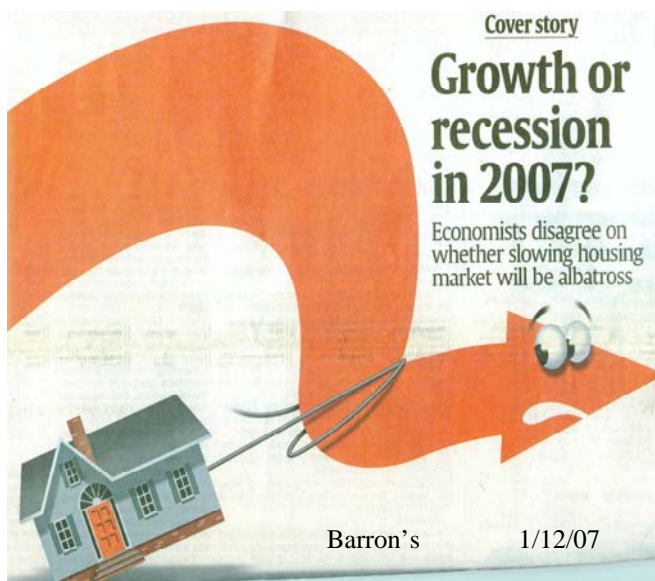 Cover story
Growth or
recession
in 2007?
Economists disagree on
whether slowing housing
market will be albatross
Barron’s 1/12/07